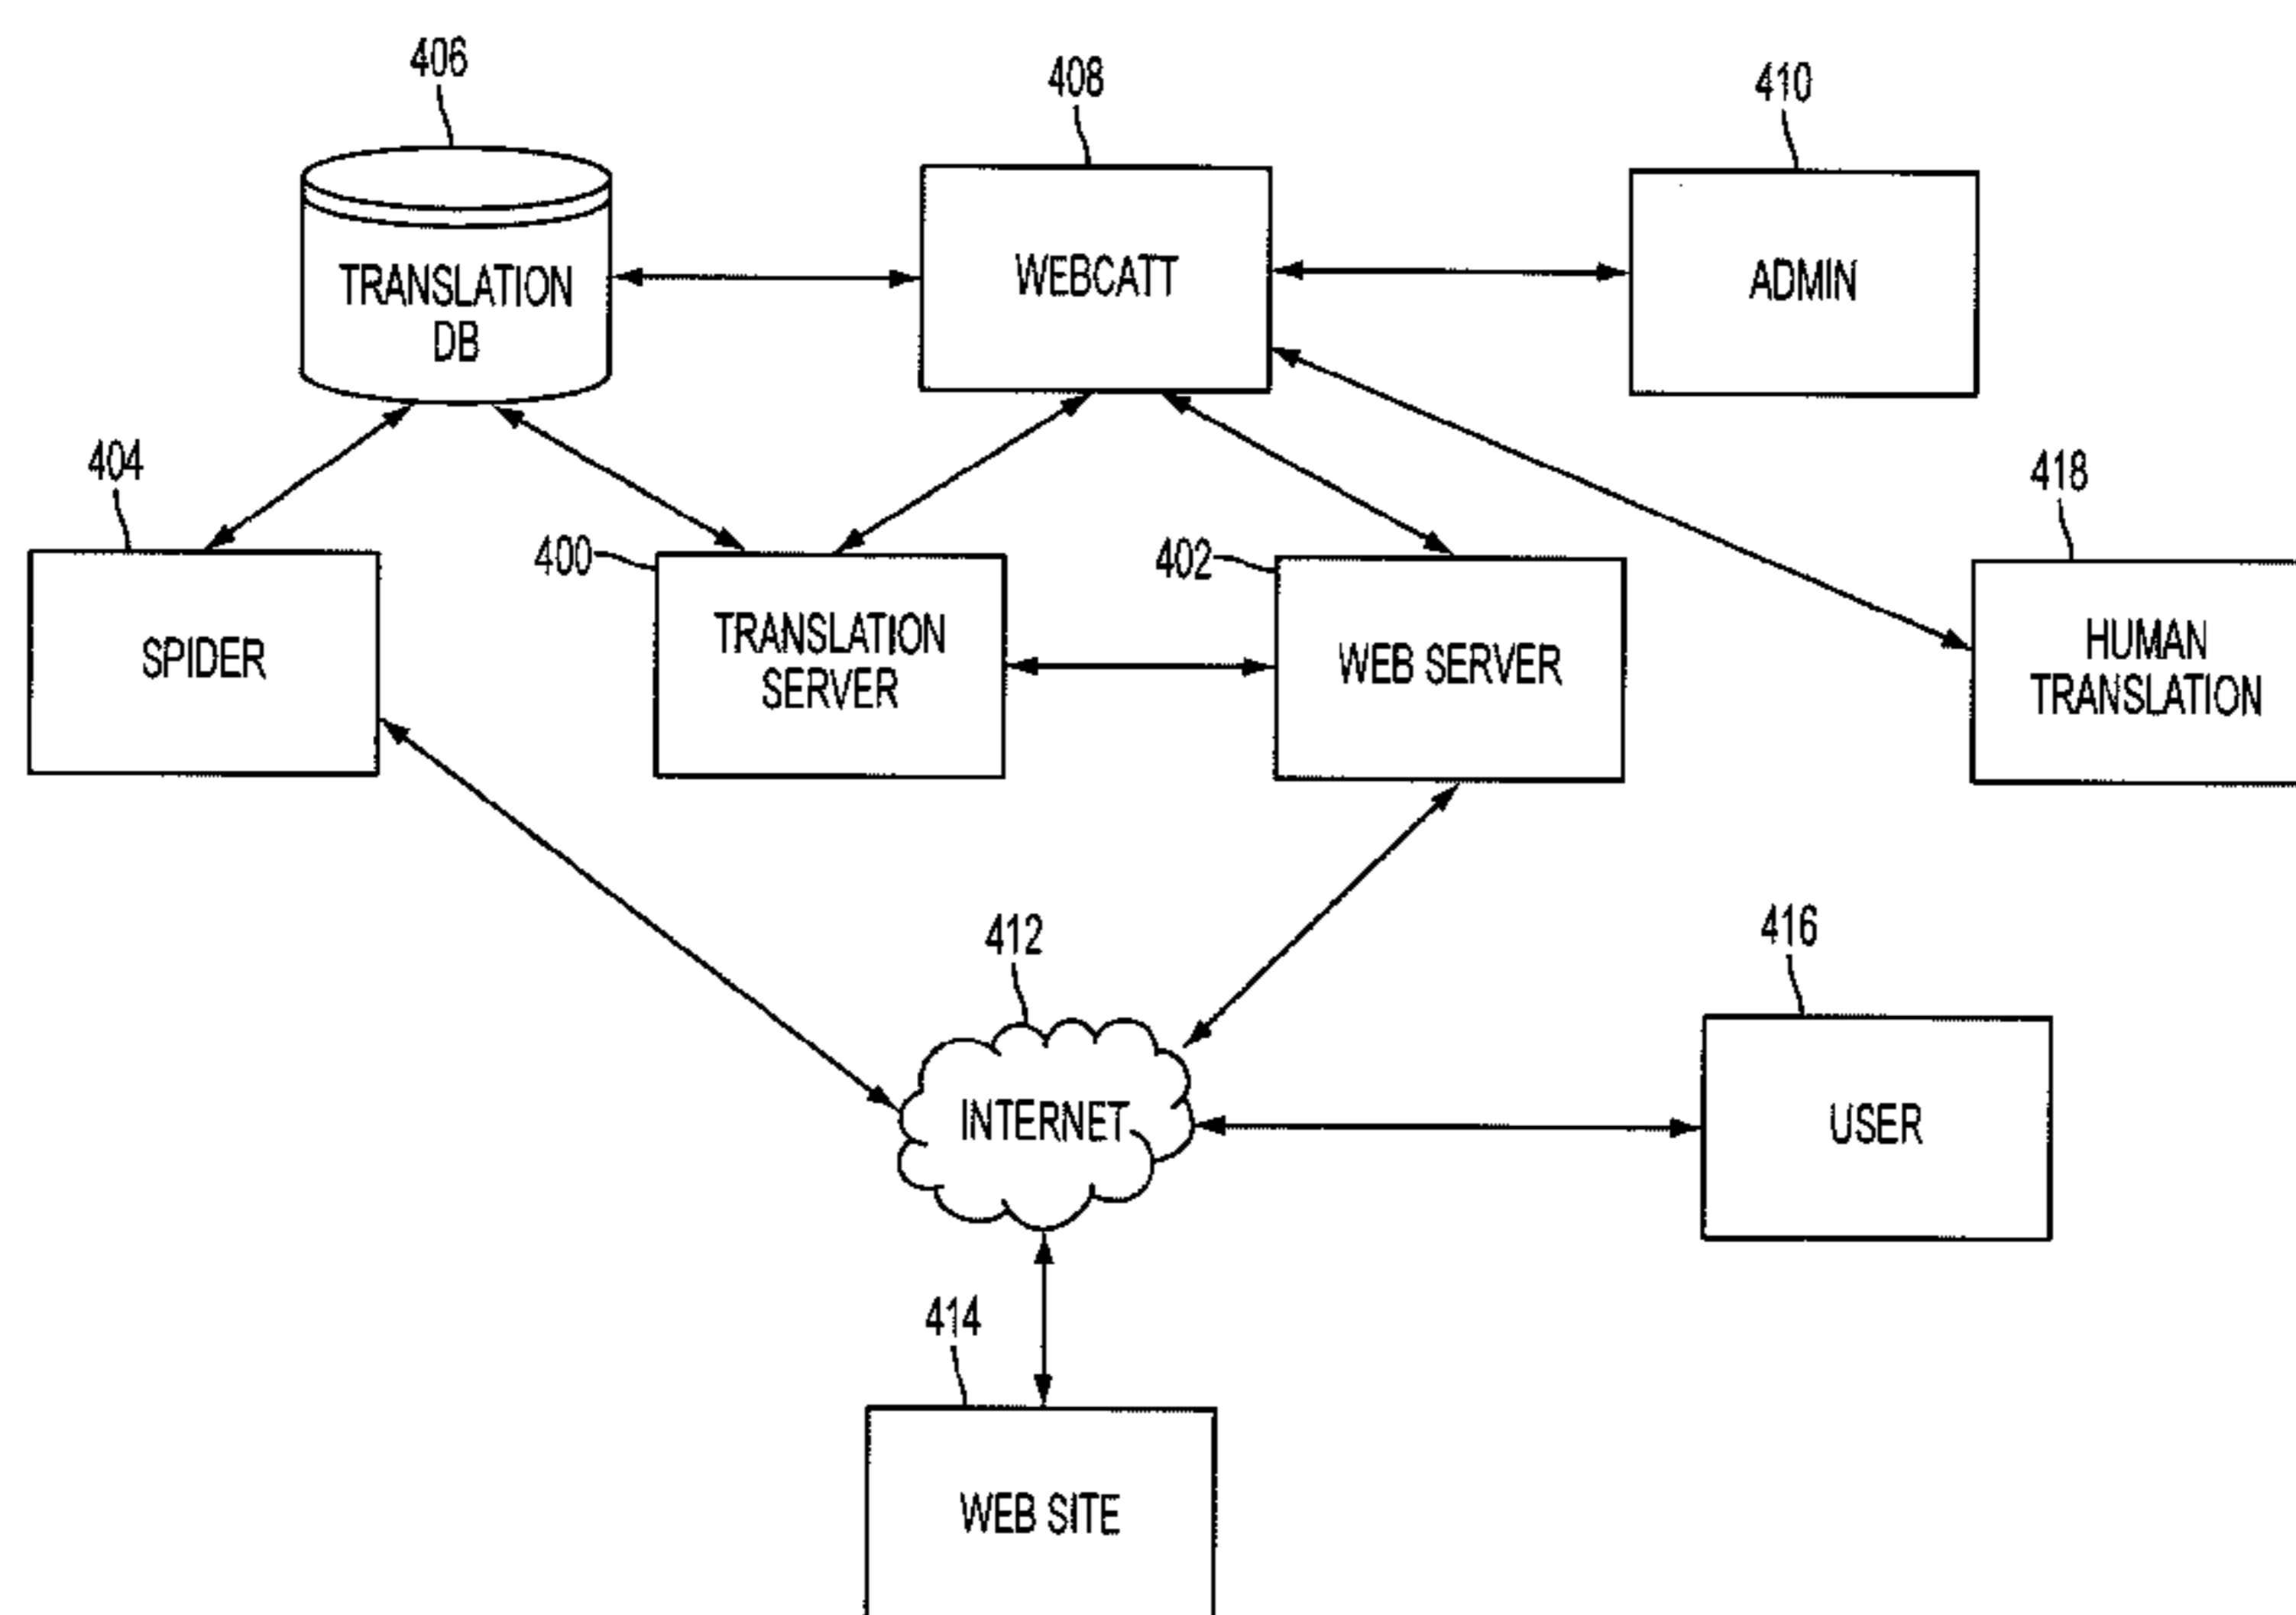 406
408
410
TRANSLATION
DB
WEBCATT
ADMIN
404
400
402
418
SPIDER
TRANSLATION
SERVER
WEB SERVER
HUMAN
TRANSLATION
412
416
INTERNET
USER
414
WEB SITE